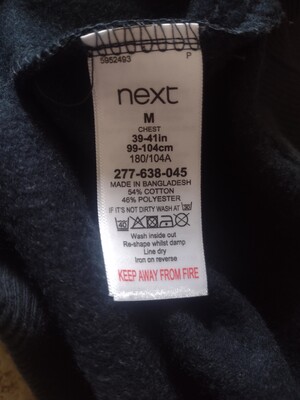 5952493 P
next
M
CHEST
39-41in
99-104cm
180/104A
277-638-045
MADE IN BANGLADESH
54% COTTON
46% POLYESTER
IF IT'S NOT DIRTY WASH AT 30
40
Wash inside out
Re-shape whilst damp
Line dry
Iron on reverse
KEEP AWAY FROM FIRE